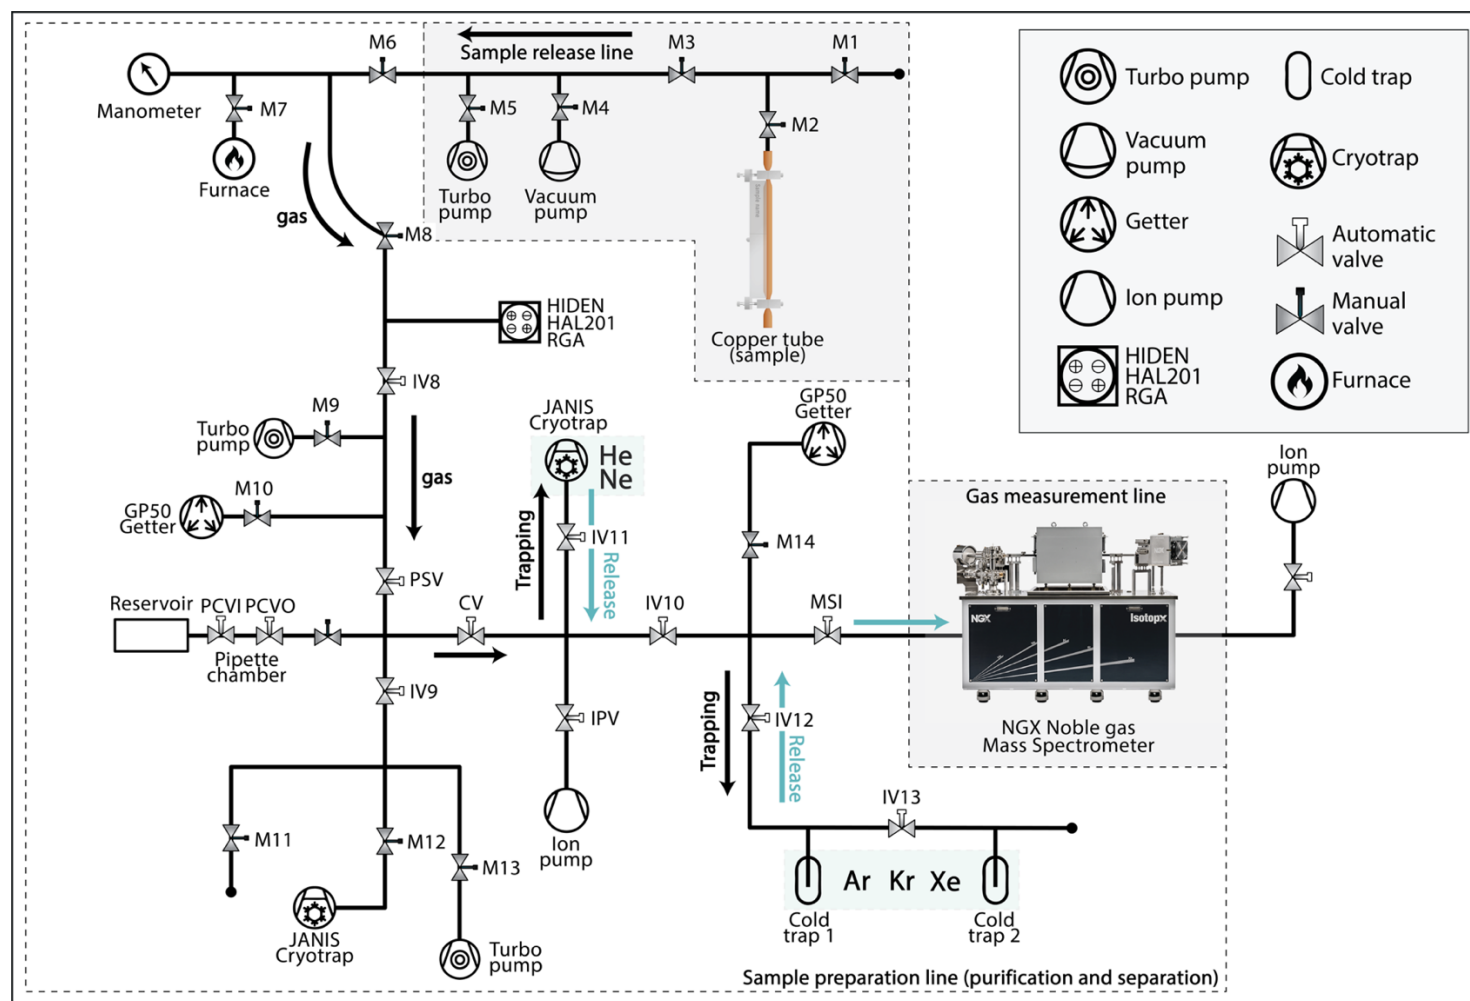 M6
M3
M1
Sample release line
Manometer
M7
M5
M4
M2
Furnace
Turbo
pump
Vacuum
pump
gas
M8
Copper tube
(sample)
HIDEN
HAL201
RGA
IV8
M9
Turbo
pump
gas
M10
GP50
Getter
PSV
JANIS
Cryotrap
He
Ne
Trapping
IV11
Release
GP50
Getter
M14
Reservoir
PCVI
PCVO
Pipette
chamber
CV
IV10
MSI
IV9
IPV
Ion
pump
M11
M12
M13
JANIS
Cryotrap
Turbo
pump
Trapping
IV12
Release
IV13
Ar Kr Xe
Cold
trap 1
Cold
trap 2
Gas measurement line
NGX
Isotopx
NGX Noble gas
Mass Spectrometer
Ion
pump
Sample preparation line (purification and separation)
Turbo pump
Vacuum
pump
Getter
Ion pump
HIDEN
HAL201
RGA
Cold trap
Cryotrap
Automatic
valve
Manual
valve
Furnace